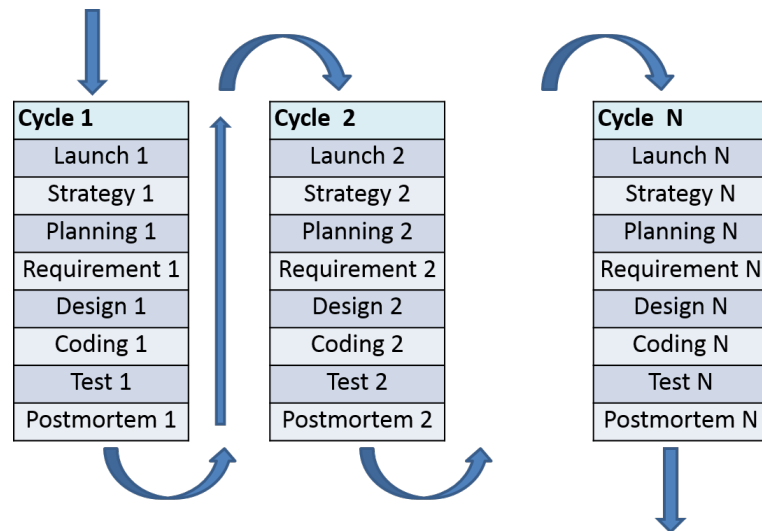 Cycle 1
Launch 1
Strategy 1
Planning 1
Requirement 1
Design 1
Coding 1
Test 1
Postmortem 1
Cycle 2
Launch 2
Strategy 2
Planning 2
Requirement 2
Design 2
Coding 2
Test 2
Postmortem 2
Cycle N
Launch N
Strategy N
Planning N
Requirement N
Design N
Coding N
Test N
Postmortem N